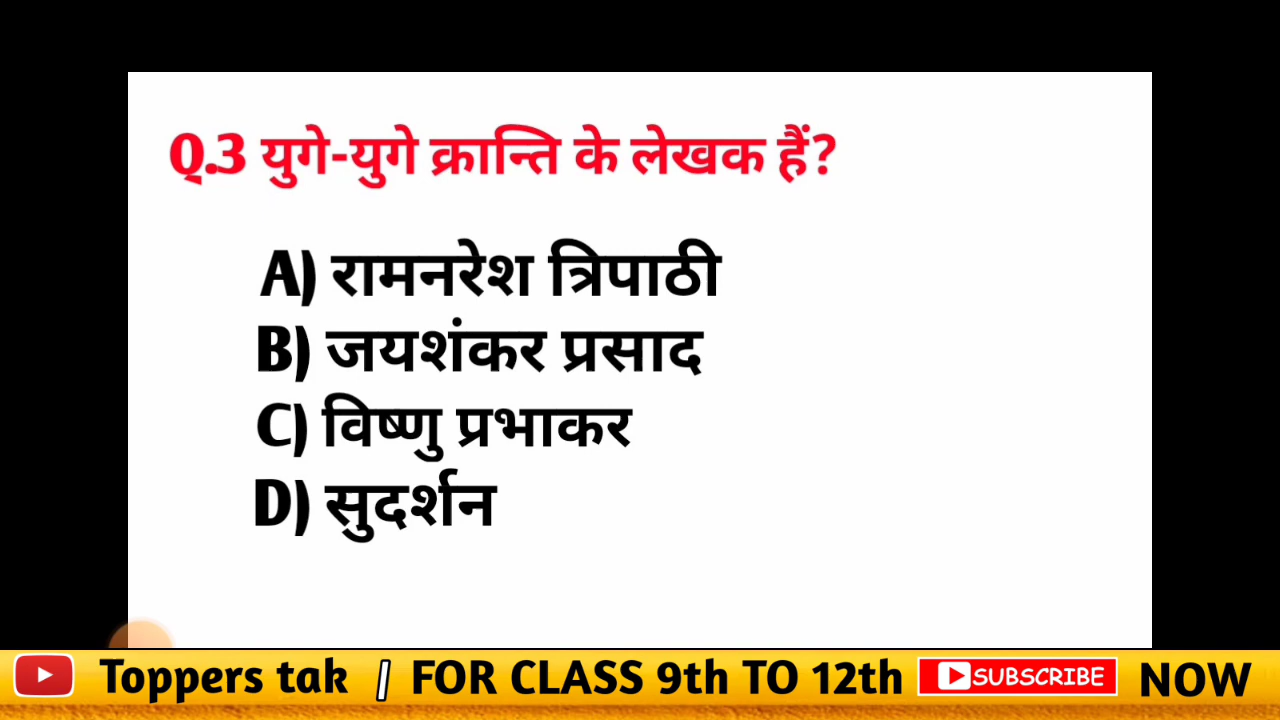 Q.3 युगे-युगे क्रान्ति के लेखक हैं?
A) रामनरेश त्रिपाठी
B) जयशंकर प्रसाद
C) विष्णु प्रभाकर
D) सुदर्शन
Toppers tak / FOR CLASS 9th TO 12th SUBSCRIBE NOW